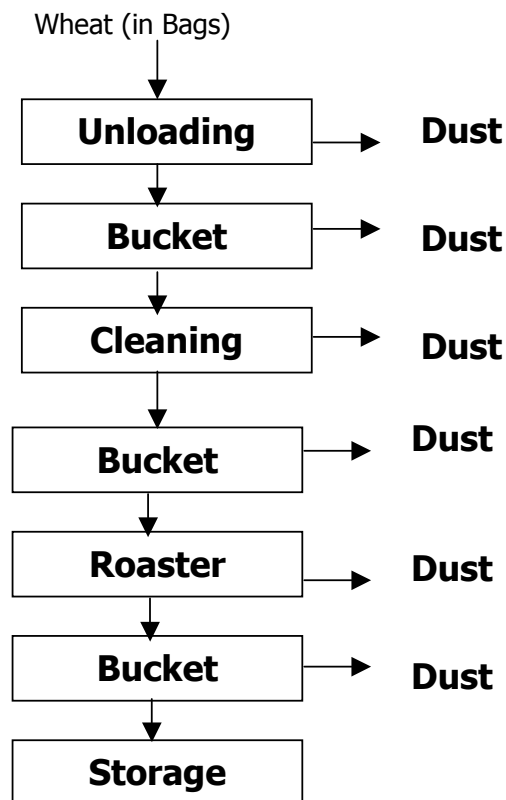 Wheat (in Bags)
Unloading
Dust
Bucket
Dust
Cleaning
Dust
Bucket
Dust
Roaster
Dust
Bucket
Dust
Storage